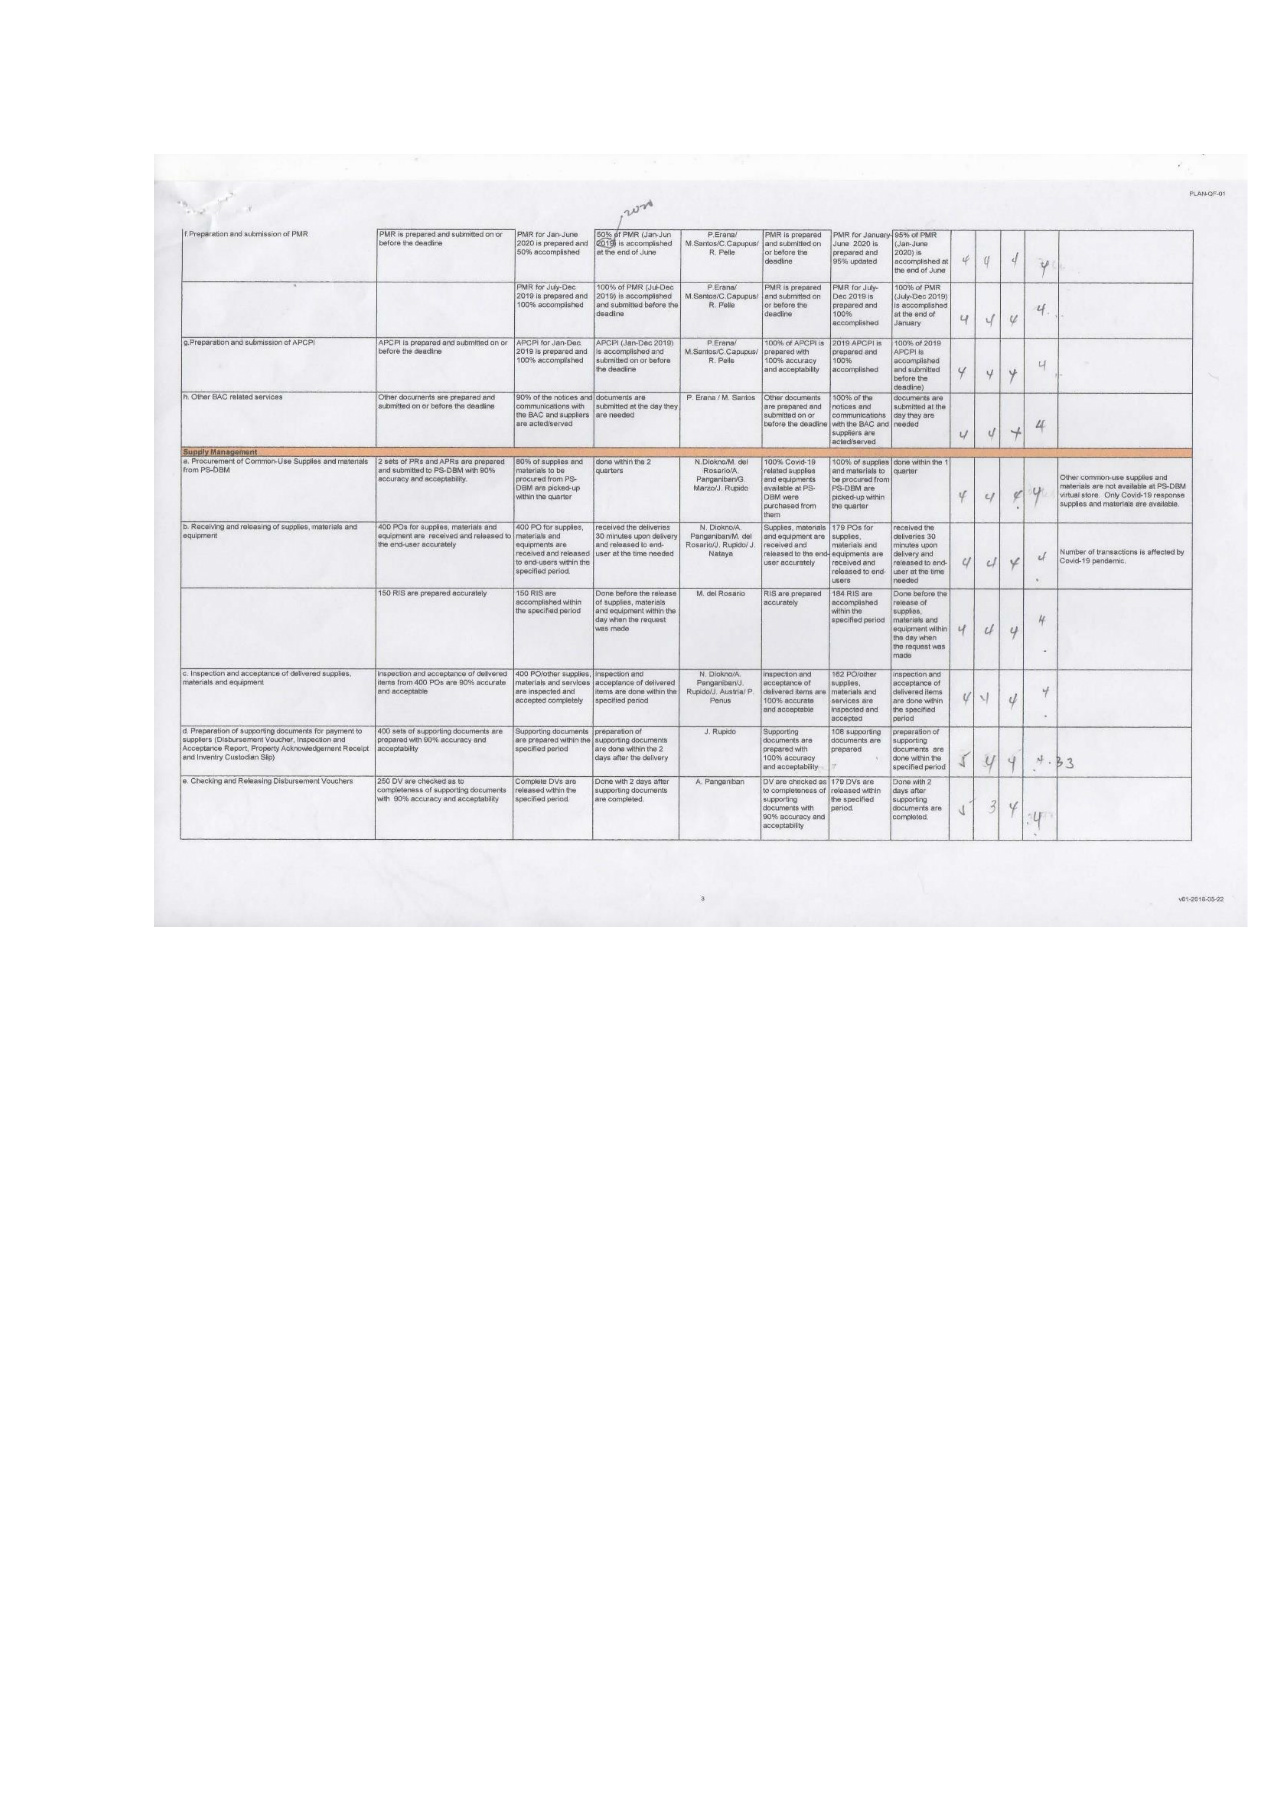 PLAN-QF-01
2020
f.Preparation and submission of PMR
PMR is prepared and submitted on or
before the deadline
PMR for Jan-June
2020 is prepared and
50% accomplished
50% of PMR (Jan-Jun
2019) is accomplished
at the end of June
P.Erana/
M.Santos/C.Capupus/
R. Pelle
PMR is prepared
and submitted on
or before the
deadline
PMR for January-
June 2020 is
prepared and
95% updated
95% of PMR
(Jan-June
2020) is
accomplished at
the end of June
4 4 4 4
PMR for July-Dec
2019 is prepared and
100% accomplished
100% of PMR (Jul-Dec
2019) is accomplished
and submitted before the
deadline
P.Erana/
M.Santos/C.Capupus/
R. Pelle
PMR is prepared
and submitted on
or before the
deadline
PMR for July-
Dec 2019 is
prepared and
100%
accomplished
100% of PMR
(July-Dec 2019)
is accomplished
at the end of
January
4 4 4 4
g.Preparation and submission of APCPI
APCPI is prepared and submitted on or
before the deadline
APCPI for Jan-Dec
2019 is prepared and
100% accomplished
APCPI (Jan-Dec 2019)
is accomplished and
submitted on or before
the deadline
P.Erana/
M.Santos/C.Capupus/
R. Pelle
100% of APCPI is
prepared with
100% accuracy
and acceptability
2019 APCPI is
prepared and
100%
accomplished
100% of 2019
APCPI is
accomplished
and submitted
before the
deadline)
4 4 4 4
h. Other BAC related services
Other documents are prepared and
submitted on or before the deadline
90% of the notices and
communications with
the BAC and suppliers
are acted/served
documents are
submitted at the day they
are needed
P. Erana / M. Santos
Other documents
are prepared and
submitted on or
before the deadline
100% of the
notices and
communications
with the BAC and
suppliers are
acted/served
documents are
submitted at the
day they are
needed
4 4 4 4
Supply Management
a. Procurement of Common-Use Supplies and materials
from PS-DBM
2 sets of PRs and APRs are prepared
and submitted to PS-DBM with 90%
accuracy and acceptability.
80% of supplies and
materials to be
procured from PS-
DBM are picked-up
within the quarter
done within the 2
quarters
N.Diokno/M. del
Rosario/A.
Panganiban/G.
Marzo/J. Rupido
100% Covid-19
related supplies
and equipments
available at PS-
DBM were
purchased from
them
100% of supplies
and materials to
be procured from
PS-DBM are
picked-up within
the quarter
done within the 1
quarter
4 4 4 4
Other common-use supplies and
materials are not available at PS-DBM
virtual store. Only Covid-19 response
supplies and materials are available.
b. Receiving and releasing of supplies, materials and
equipment
400 POs for supplies, materials and
equipment are received and released to
the end-user accurately
400 PO for supplies,
materials and
equipments are
received and released
to end-users within the
specified period.
received the deliveries
30 minutes upon delivery
and released to end-
user at the time needed
N. Diokno/A.
Panganiban/M. del
Rosario/J. Rupido/ J.
Nataya
Supplies, materials
and equipment are
received and
released to the end-
user accurately
179 POs for
supplies,
materials and
equipments are
received and
released to end-
users
received the
deliveries 30
minutes upon
delivery and
released to end-
user at the time
needed
4 4 4 4
Number of transactions is affected by
Covid-19 pendemic.
150 RIS are prepared accurately
150 RIS are
accomplished within
the specified period
Done before the release
of supplies, materials
and equipment within the
day when the request
was made
M. del Rosario
RIS are prepared
accurately
184 RIS are
accomplished
within the
specified period
Done before the
release of
supplies,
materials and
equipment within
the day when
the request was
made
4 4 4 4
c. Inspection and acceptance of delivered supplies,
materials and equipment
Inspection and acceptance of delivered
items from 400 POs are 90% accurate
and acceptable
400 PO/other supplies,
materials and services
are inspected and
accepted completely
Inspection and
acceptance of delivered
items are done within the
specified period
N. Diokno/A.
Panganiban/J.
Rupido/J. Austria/ P.
Penus
Inspection and
acceptance of
delivered items are
100% accurate
and acceptable
162 PO/other
supplies,
materials and
services are
inspected and
accepted
Inspection and
acceptance of
delivered items
are done within
the specified
period
4 4 4 4
d. Preparation of supporting documents for payment to
suppliers (Disbursement Voucher, Inspection and
Acceptance Report, Property Acknowledgement Receipt
and Inventry Custodian Slip)
400 sets of supporting documents are
prepared with 90% accuracy and
acceptability
Supporting documents
are prepared within the
specified period
preparation of
supporting documents
are done within the 2
days after the delivery
J. Rupido
Supporting
documents are
prepared with
100% accuracy
and acceptability
108 supporting
documents are
prepared
preparation of
supporting
documents are
done within the
specified period
5 4 4 4.33
e. Checking and Releasing Disbursement Vouchers
250 DV are checked as to
completeness of supporting documents
with 90% accuracy and acceptability
Complete DVs are
released within the
specified period.
Done with 2 days after
supporting documents
are completed.
A. Panganiban
DV are checked as
to completeness of
supporting
documents with
90% accuracy and
acceptability
179 DVs are
released within
the specified
period.
Done with 2
days after
supporting
documents are
completed.
5 3 4 4
3
v01-2016-03-22